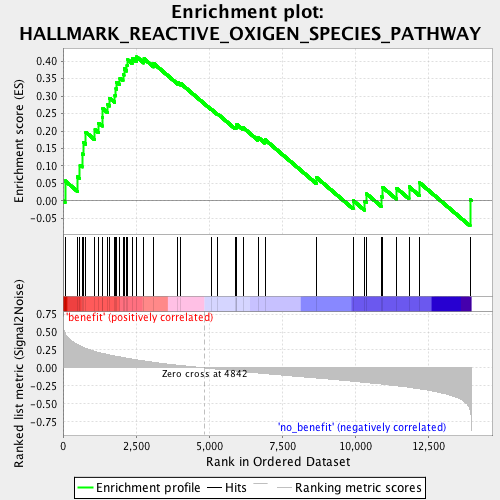 Enrichment plot:
HALLMARK_REACTIVE_OXIGEN_SPECIES_PATHWAY
Enrichment score (ES)
0.40
0.35
0.30
0.25
0.20
0.15
0.10
0.05
0.00
-0.05
'benefit' (positively correlated)
Ranked list metric (Signal2Noise)
0.75
0.50
0.25
0.00
-0.25
-0.50
-0.75
Zero cross at 4842
'no_benefit' (negatively correlated)
0
2,500
5,000
7,500
10,000
12,500
Rank in Ordered Dataset
Enrichment profile
Hits
Ranking metric scores